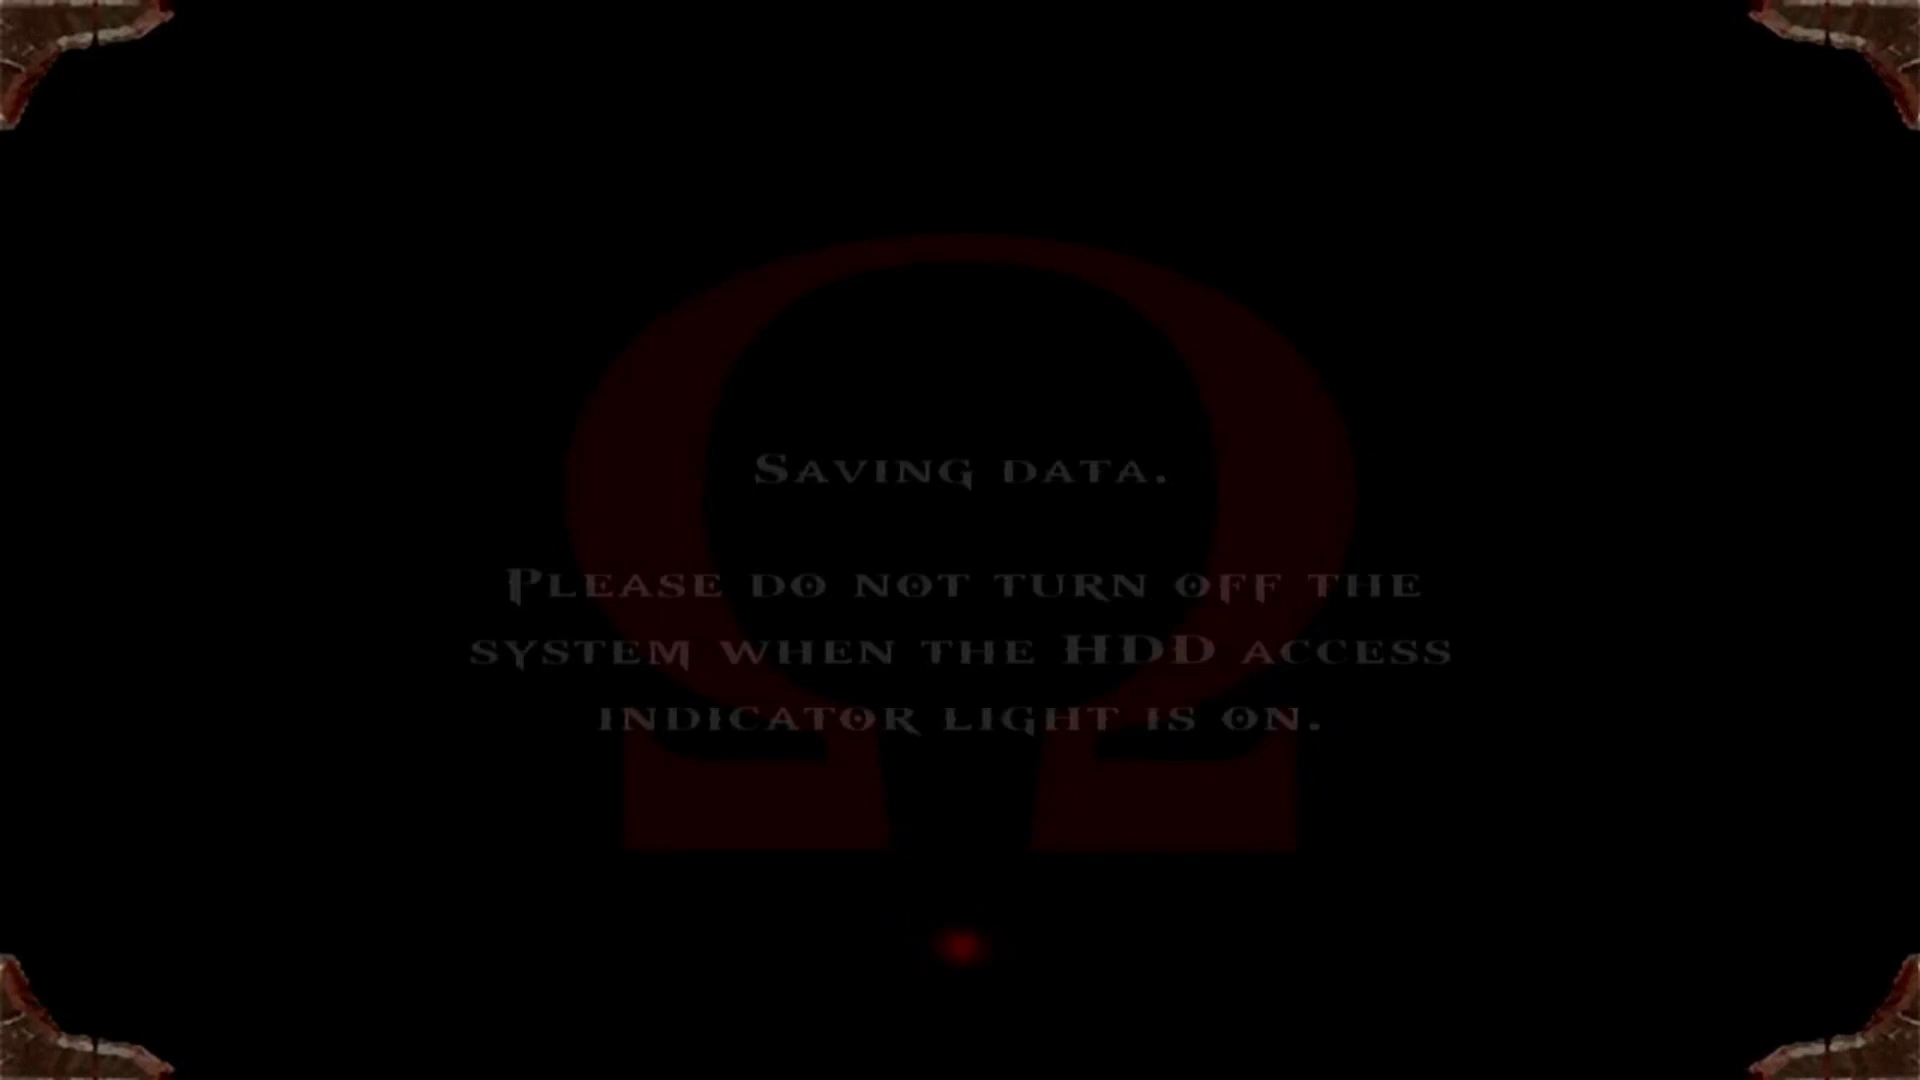 Saving data.
Please do not turn off the
system when the HDD access
indicator light is on.